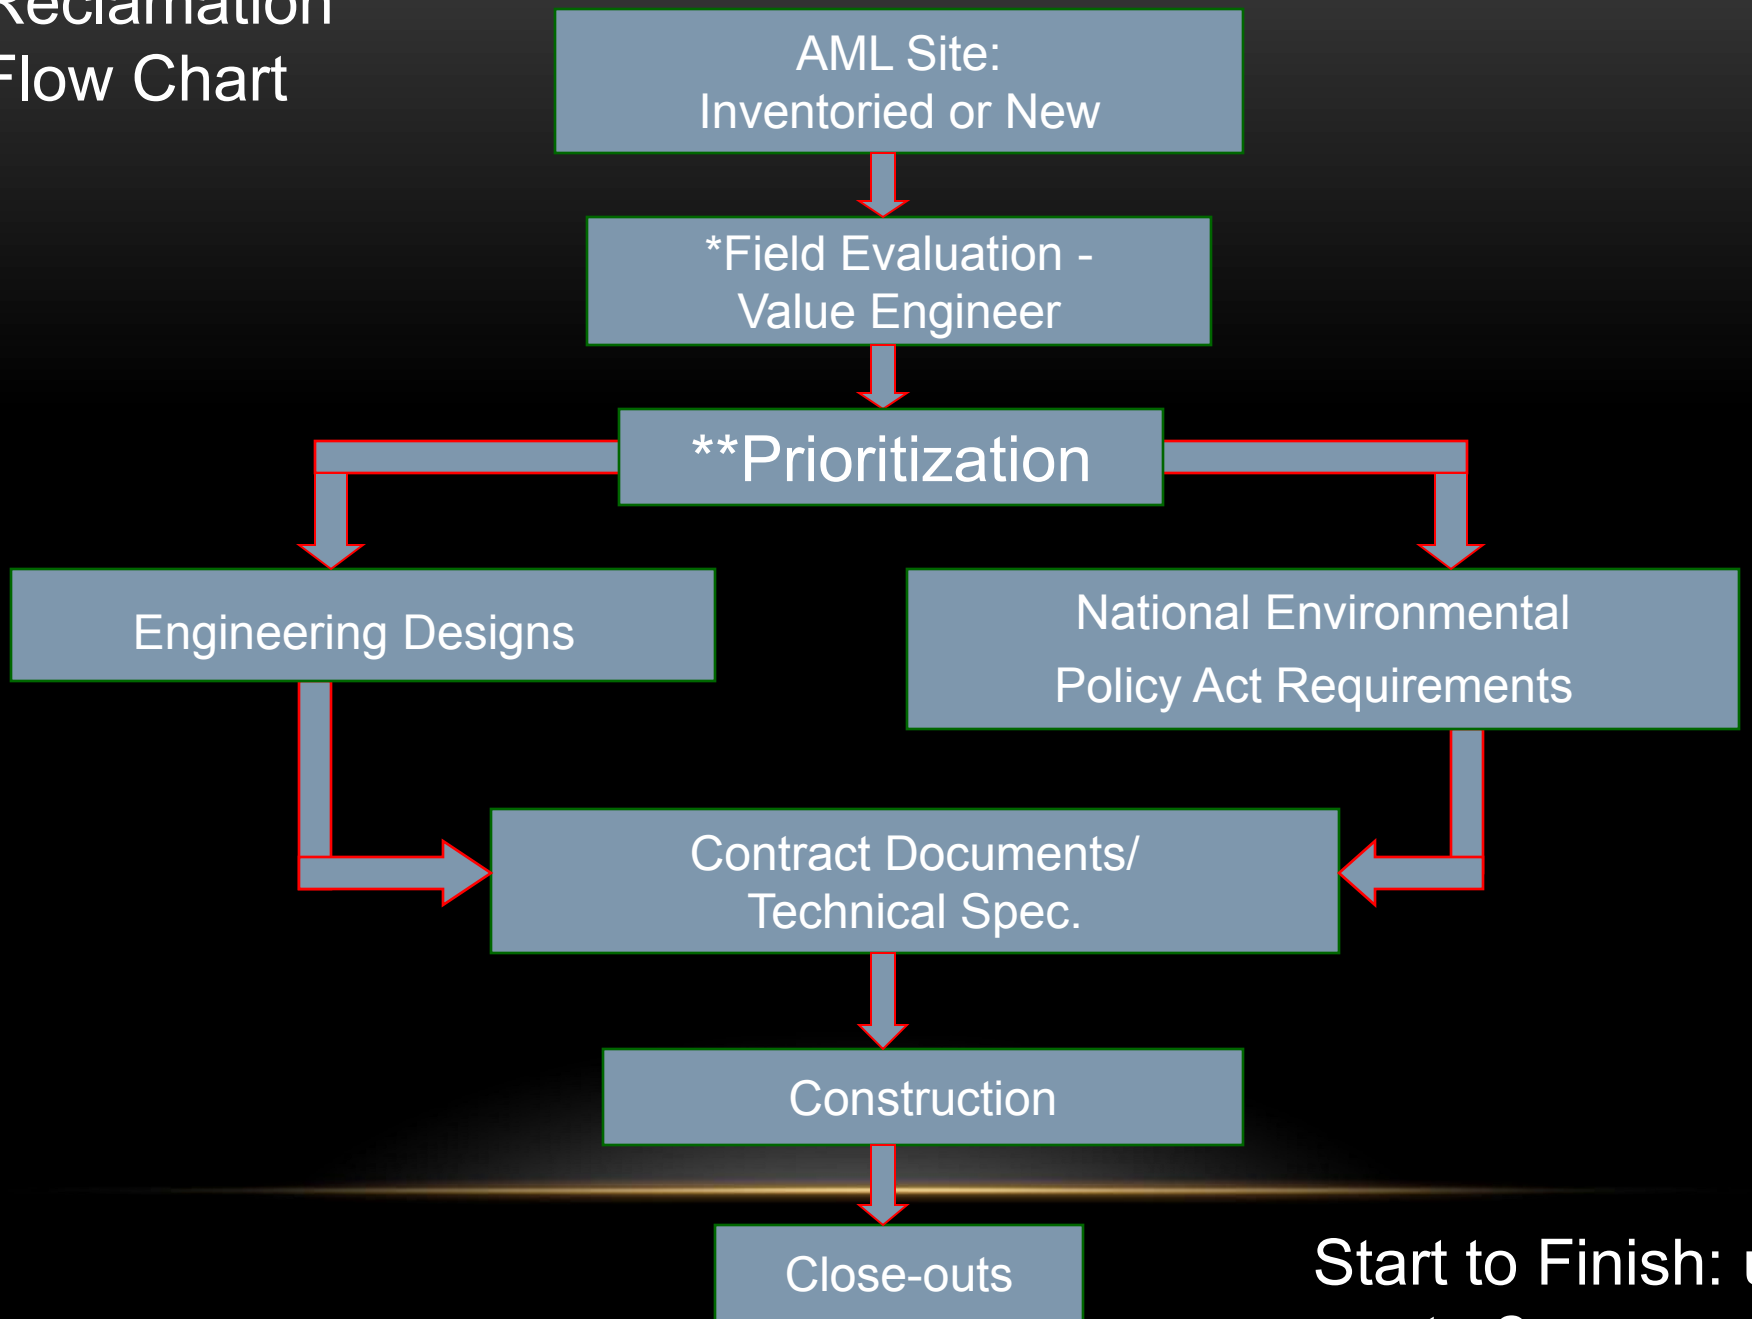 Reclamation
Flow Chart
AML Site:
Inventoried or New
*Field Evaluation -
Value Engineer
**Prioritization
Engineering Designs
National Environmental
Policy Act Requirements
Contract Documents/
Technical Spec.
Construction
Close-outs
Start to Finish: